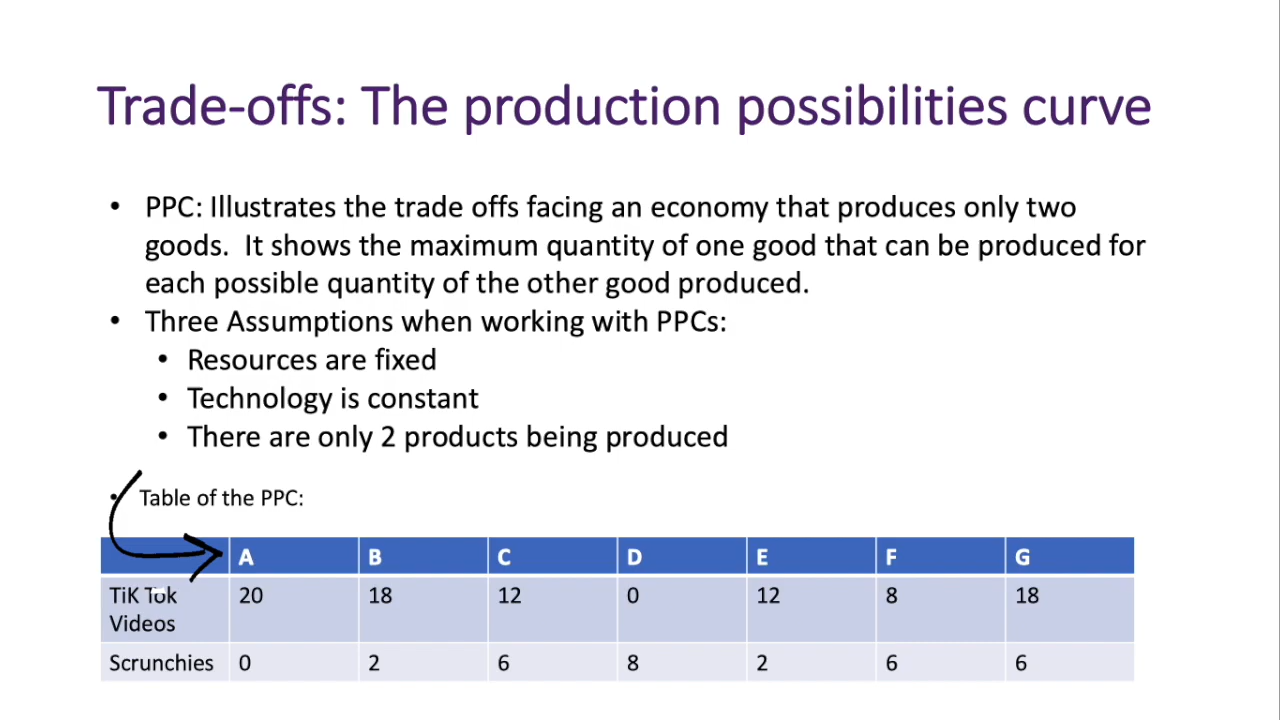 Trade-offs: The production possibilities curve
• PPC: Illustrates the trade offs facing an economy that produces only two
goods.  It shows the maximum quantity of one good that can be produced for
each possible quantity of the other good produced.
• Three Assumptions when working with PPCs:
• Resources are fixed
• Technology is constant
• There are only 2 products being produced
• Table of the PPC:
A B C D E F G
TiK Tok
Videos 20 18 12 0 12 8 18
Scrunchies 0 2 6 8 2 6 6